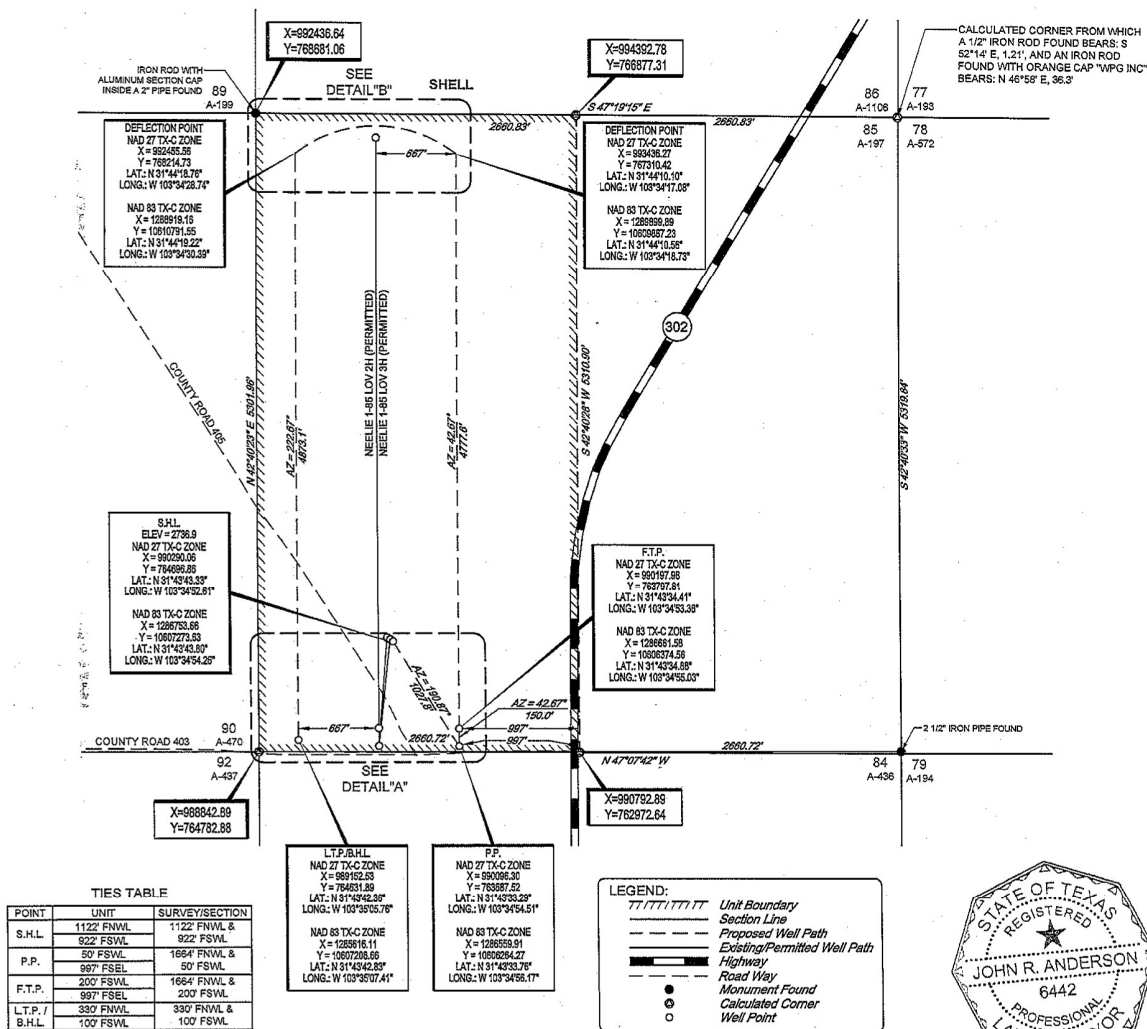 X=992436.64
Y=768681.06
X=994392.78
Y=766877.31
CALCULATED CORNER FROM WHICH
A 1/2" IRON ROD FOUND BEARS: S
52°14' E, 1.21', AND AN IRON ROD
FOUND WITH ORANGE CAP "WPG INC"
BEARS: N 46°58' E, 36.3'
IRON ROD WITH
ALUMINUM SECTION CAP
INSIDE A 2" PIPE FOUND
89
A-199
SEE
DETAIL"B"
SHELL
S 47°19'15" E
2660.83'
2660.83'
86
A-1106
77
A-193
85
A-197
78
A-572
DEFLECTION POINT
NAD 27 TX-C ZONE
X = 992455.56
Y = 768214.73
LAT.: N 31°44'18.76"
LONG.: W 103°34'28.74"
NAD 83 TX-C ZONE
X = 1288919.16
Y = 10610791.55
LAT.: N 31°44'19.22"
LONG.: W 103°34'30.39"
667'
DEFLECTION POINT
NAD 27 TX-C ZONE
X = 993436.27
Y = 767310.42
LAT.: N 31°44'10.10"
LONG.: W 103°34'17.08"
NAD 83 TX-C ZONE
X = 1289899.89
Y = 10609887.23
LAT.: N 31°44'10.56"
LONG.: W 103°34'18.73"
302
COUNTY ROAD 405
N 42°40'23" E 5301.96'
AZ = 222.67°
4873.1'
NEELIE 1-85 LOV 2H (PERMITTED)
NEELIE 1-85 LOV 3H (PERMITTED)
AZ = 42.67°
4777.6'
S 42°40'28" W 5310.90'
S 42°40'33" W 5319.84'
S.H.L.
ELEV = 2736.9
NAD 27 TX-C ZONE
X = 990290.06
Y = 764696.85
LAT.: N 31°43'43.33"
LONG.: W 103°34'52.61"
NAD 83 TX-C ZONE
X = 1286753.66
Y = 10607273.63
LAT.: N 31°43'43.80"
LONG.: W 103°34'54.26"
F.T.P.
NAD 27 TX-C ZONE
X = 990197.98
Y = 763797.81
LAT.: N 31°43'34.41"
LONG.: W 103°34'53.38"
NAD 83 TX-C ZONE
X = 1286661.58
Y = 10606374.56
LAT.: N 31°43'34.88"
LONG.: W 103°34'55.03"
AZ = 190.87°
1027.8'
AZ = 42.67°
150.0'
667'
997'
997'
90
A-470
COUNTY ROAD 403
92
A-437
2660.72'
SEE
DETAIL"A"
N 47°07'42" W
2660.72'
2 1/2" IRON PIPE FOUND
84
A-436
79
A-194
X=988842.89
Y=764782.88
X=990792.89
Y=762972.64
L.T.P./B.H.L.
NAD 27 TX-C ZONE
X = 989152.53
Y = 764631.89
LAT.: N 31°43'42.36"
LONG.: W 103°35'05.76"
NAD 83 TX-C ZONE
X = 1285616.11
Y = 10607208.66
LAT.: N 31°43'42.83"
LONG.: W 103°35'07.41"
P.P.
NAD 27 TX-C ZONE
X = 990096.30
Y = 763687.52
LAT.: N 31°43'33.29"
LONG.: W 103°34'54.51"
NAD 83 TX-C ZONE
X = 1286559.91
Y = 10606264.27
LAT.: N 31°43'33.76"
LONG.: W 103°34'56.17"
TIES TABLE
POINT UNIT SURVEY/SECTION
S.H.L. 1122' FNWL 1122' FNWL &
922' FSWL 922' FSWL
P.P. 50' FSWL 1664' FNWL &
997' FSEL 50' FSWL
F.T.P. 200' FSWL 1664' FNWL &
997' FSEL 200' FSWL
L.T.P. / 330' FNWL 330' FNWL &
B.H.L. 100' FSWL 100' FSWL
LEGEND:
Unit Boundary
Section Line
Proposed Well Path
Existing/Permitted Well Path
Highway
Road Way
Monument Found
Calculated Corner
Well Point
STATE OF TEXAS
REGISTERED
JOHN R. ANDERSON
6442
PROFESSIONAL